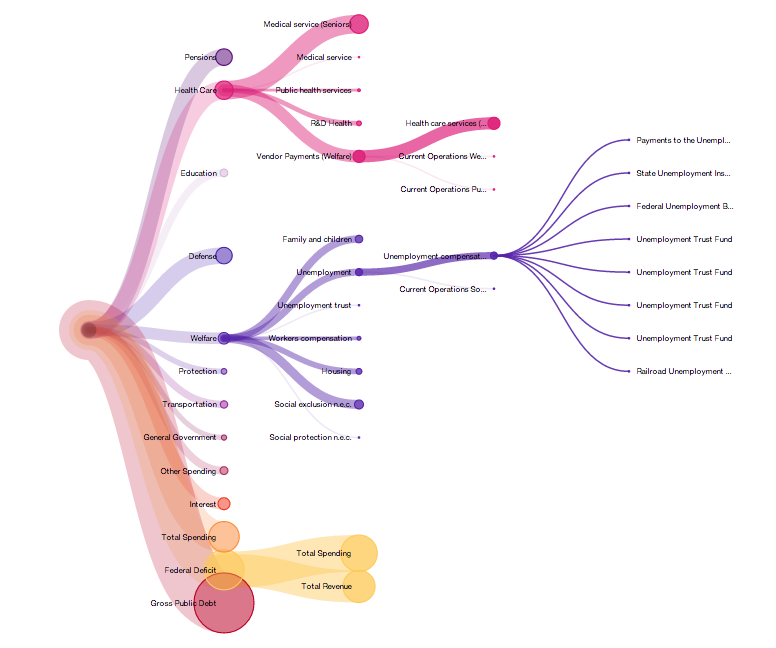 Medical service (Seniors)
Pensions
Medical service
Health Care
Public health services
R&D Health
Health care services (...
Payments to the Unempl...
Vendor Payments (Welfare)
Current Operations We...
Education
State Unemployment Ins...
Current Operations Pu...
Federal Unemployment B...
Family and children
Unemployment Trust Fund
Defense
Unemployment compensat...
Unemployment
Unemployment Trust Fund
Current Operations So...
Unemployment trust
Unemployment Trust Fund
Welfare
Workers compensation
Unemployment Trust Fund
Protection
Housing
Railroad Unemployment ...
Transportation
Social exclusion n.e.c.
General Government
Social protection n.e.c.
Other Spending
Interest
Total Spending
Total Spending
Federal Deficit
Total Revenue
Gross Public Debt